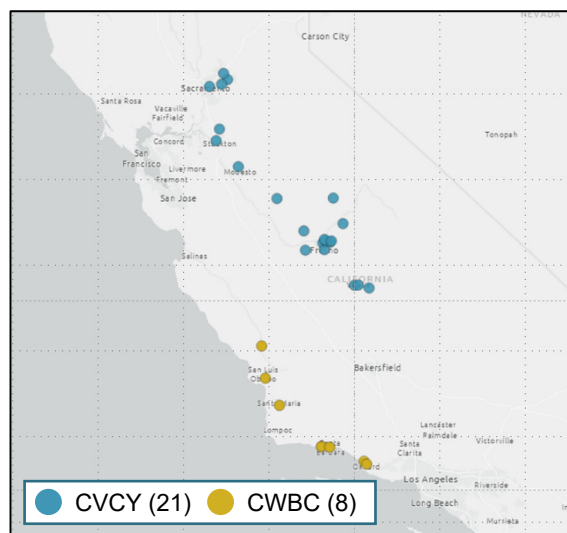 NEVADA
Carson City
Sacramento
Santa Rosa
Vacaville
Fairfield
Tonopah
Concord
Stockton
San
Francisco
Livermore
Modesto
Fremont
San Jose
Salinas
Fresno
CALIFORNIA
San Luis
Obispo
Bakersfield
Santa Maria
Lompoc
Lancaster
Palmdale
Santa
Barbara
Santa
Clarita
Victorville
Oxnard
Los Angeles
Riverside
Long Beach
Murrieta
CVCY (21) CWBC (8)